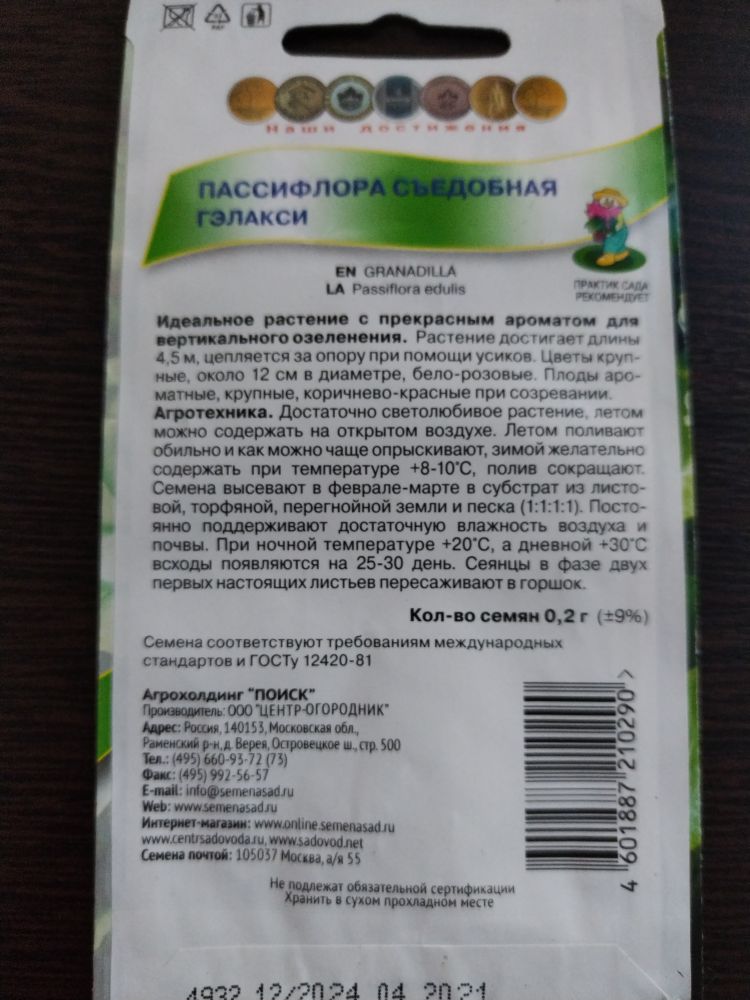 Наши достижения
ПАССИФЛОРА СЪЕДОБНАЯ
ГЭЛАКСИ
EN GRANADILLA
LA Passiflora edulis
ПРАКТИК САДА
РЕКОМЕНДУЕТ
Идеальное растение с прекрасным ароматом для
вертикального озеленения. Растение достигает длины
4,5 м, цепляется за опору при помощи усиков. Цветы круп-
ные, около 12 см в диаметре, бело-розовые. Плоды аро-
матные, крупные, коричнево-красные при созревании.
Агротехника. Достаточно светолюбивое растение, летом
можно содержать на открытом воздухе. Летом поливают
обильно и как можно чаще опрыскивают, зимой желательно
содержать при температуре +8-10°С, полив сокращают.
Семена высевают в феврале-марте в субстрат из листо-
вой, торфяной, перегнойной земли и песка (1:1:1:1). Посто-
янно поддерживают достаточную влажность воздуха и
почвы. При ночной температуре +20°С, а дневной +30°С
всходы появляются на 25-30 день. Сеянцы в фазе двух
первых настоящих листьев пересаживают в горшок.
Кол-во семян 0,2 г (±9%)
Семена соответствуют требованиям международных
стандартов и ГОСТу 12420-81
Агрохолдинг "ПОИСК"
Производитель: ООО "ЦЕНТР-ОГОРОДНИК"
Адрес: Россия, 140153, Московская обл.,
Раменский р-н, д. Верея, Островецкое ш., стр. 500
Тел.: (495) 660-93-72 (73)
Факс: (495) 992-56-57
E-mail: info@semenasad.ru
Web: www.semenasad.ru
Интернет-магазин: www.online.semenasad.ru
www.centrsadovoda.ru, www.sadovod.net
Семена почтой: 105037 Москва, а/я 55
4 601887 210290 >
Не подлежат обязательной сертификации
Хранить в сухом прохладном месте
4932 12/2024 04 2021